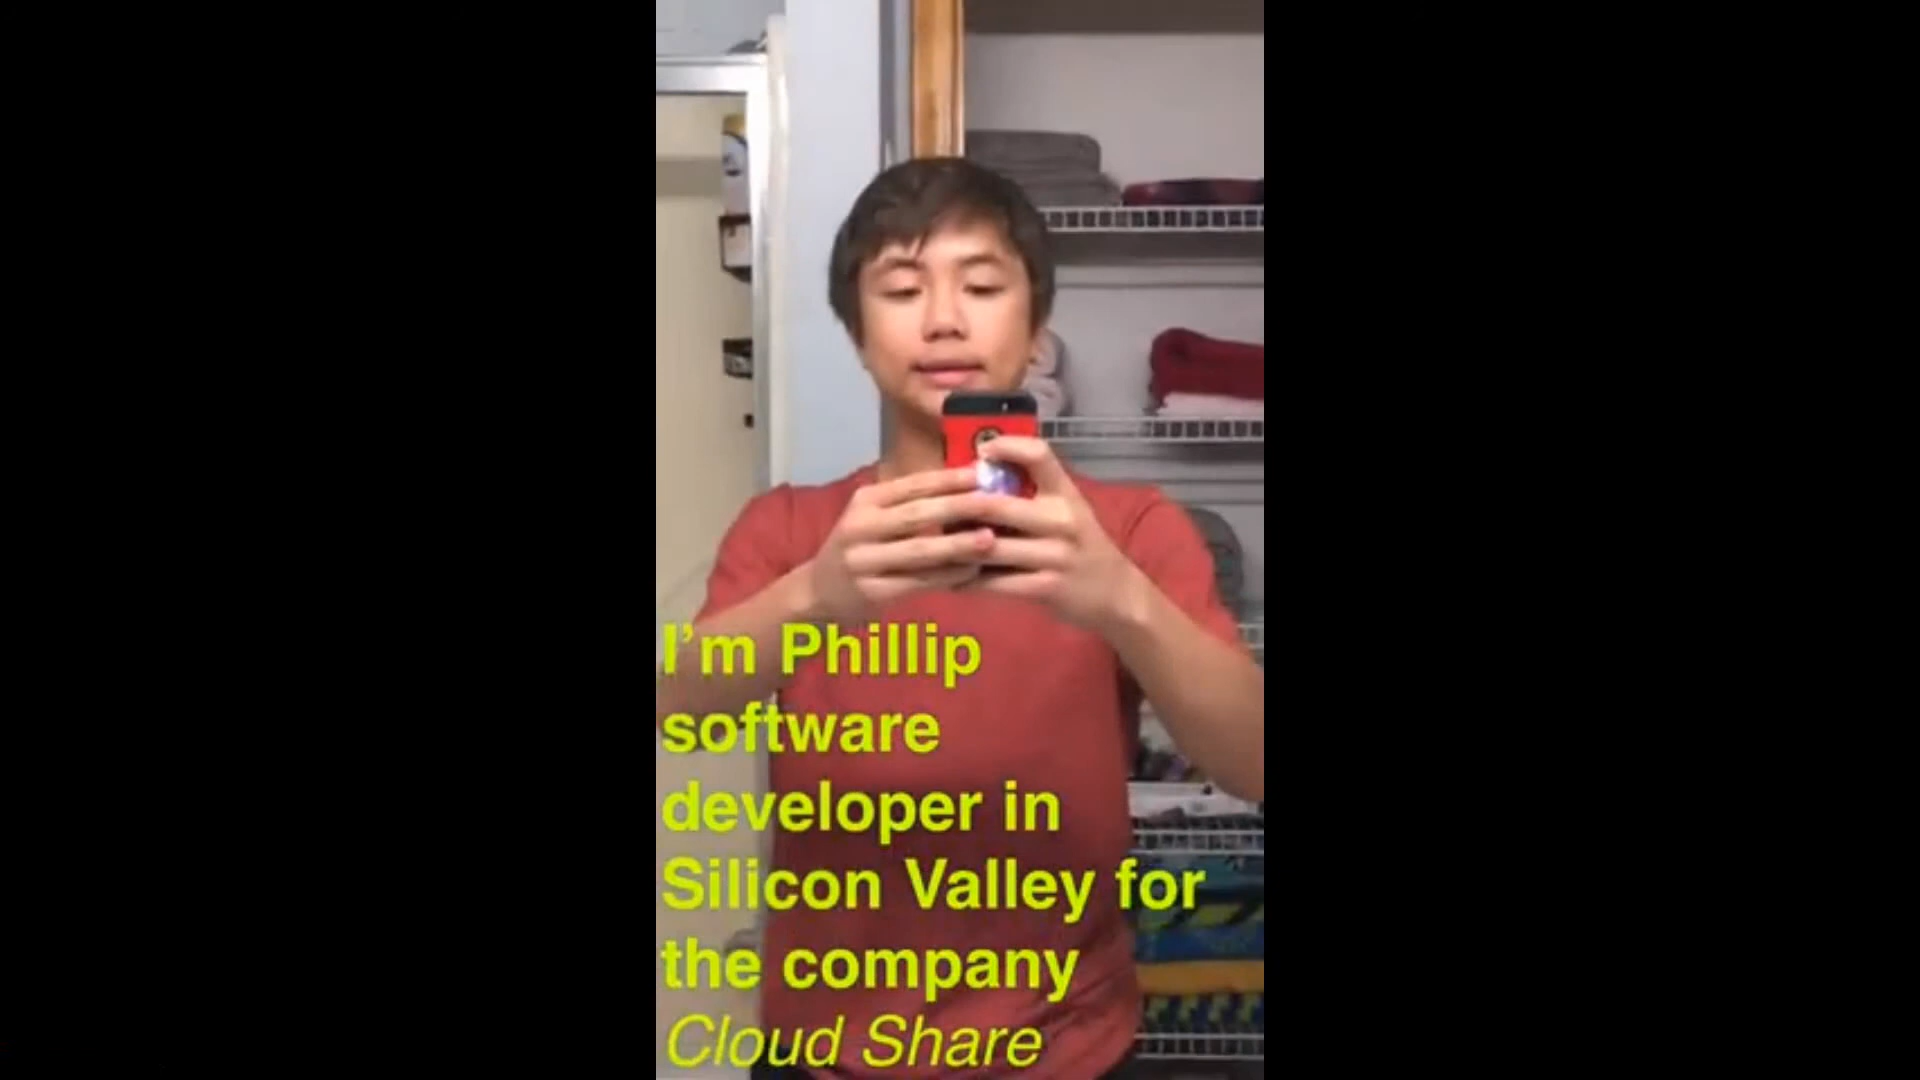 I’m Phillip
software
developer in
Silicon Valley for
the company
Cloud Share